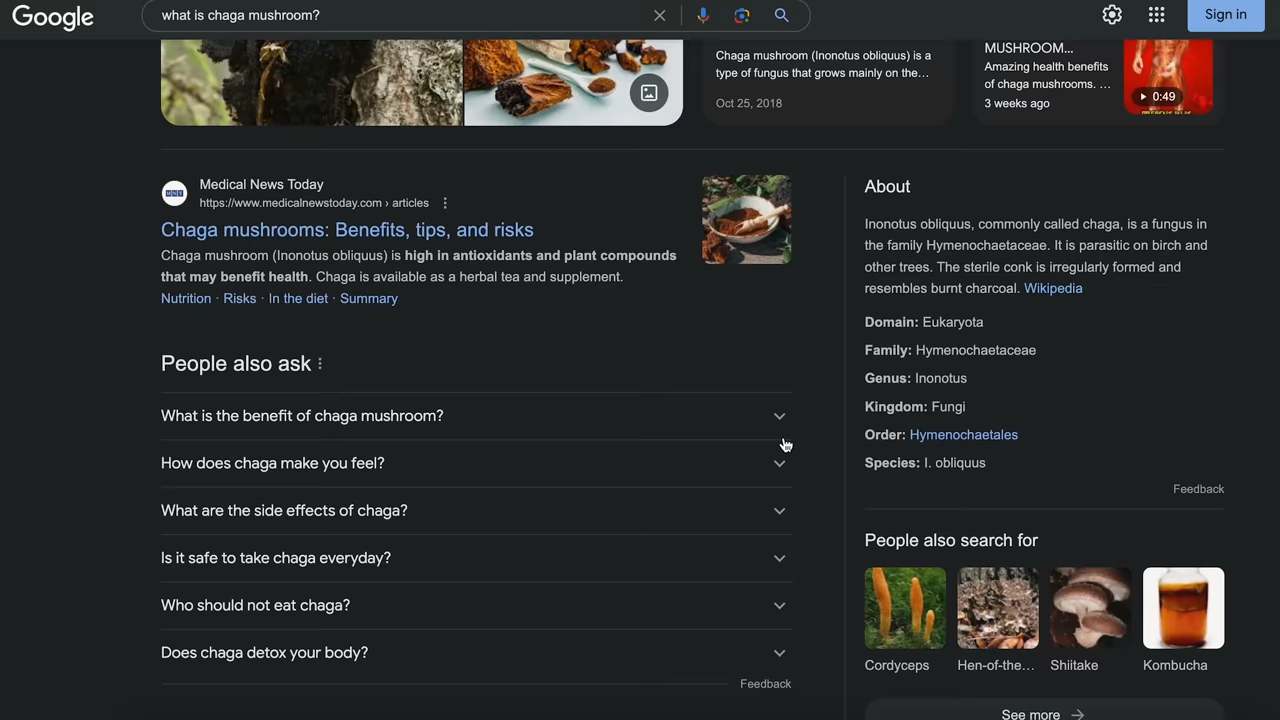 Google
what is chaga mushroom?
Sign in
Chaga mushroom (Inonotus obliquus) is a
type of fungus that grows mainly on the...
Oct 25, 2018
MUSHROOM...
Amazing health benefits
of chaga mushrooms. ...
3 weeks ago
0:49
Medical News Today
https://www.medicalnewstoday.com › articles
Chaga mushrooms: Benefits, tips, and risks
Chaga mushroom (Inonotus obliquus) is high in antioxidants and plant compounds
that may benefit health. Chaga is available as a herbal tea and supplement.
Nutrition · Risks · In the diet · Summary
People also ask
What is the benefit of chaga mushroom?
How does chaga make you feel?
What are the side effects of chaga?
Is it safe to take chaga everyday?
Who should not eat chaga?
Does chaga detox your body?
Feedback
About
Inonotus obliquus, commonly called chaga, is a fungus in
the family Hymenochaetaceae. It is parasitic on birch and
other trees. The sterile conk is irregularly formed and
resembles burnt charcoal. Wikipedia
Domain: Eukaryota
Family: Hymenochaetaceae
Genus: Inonotus
Kingdom: Fungi
Order: Hymenochaetales
Species: I. obliquus
Feedback
People also search for
Cordyceps
Hen-of-the...
Shiitake
Kombucha
See more